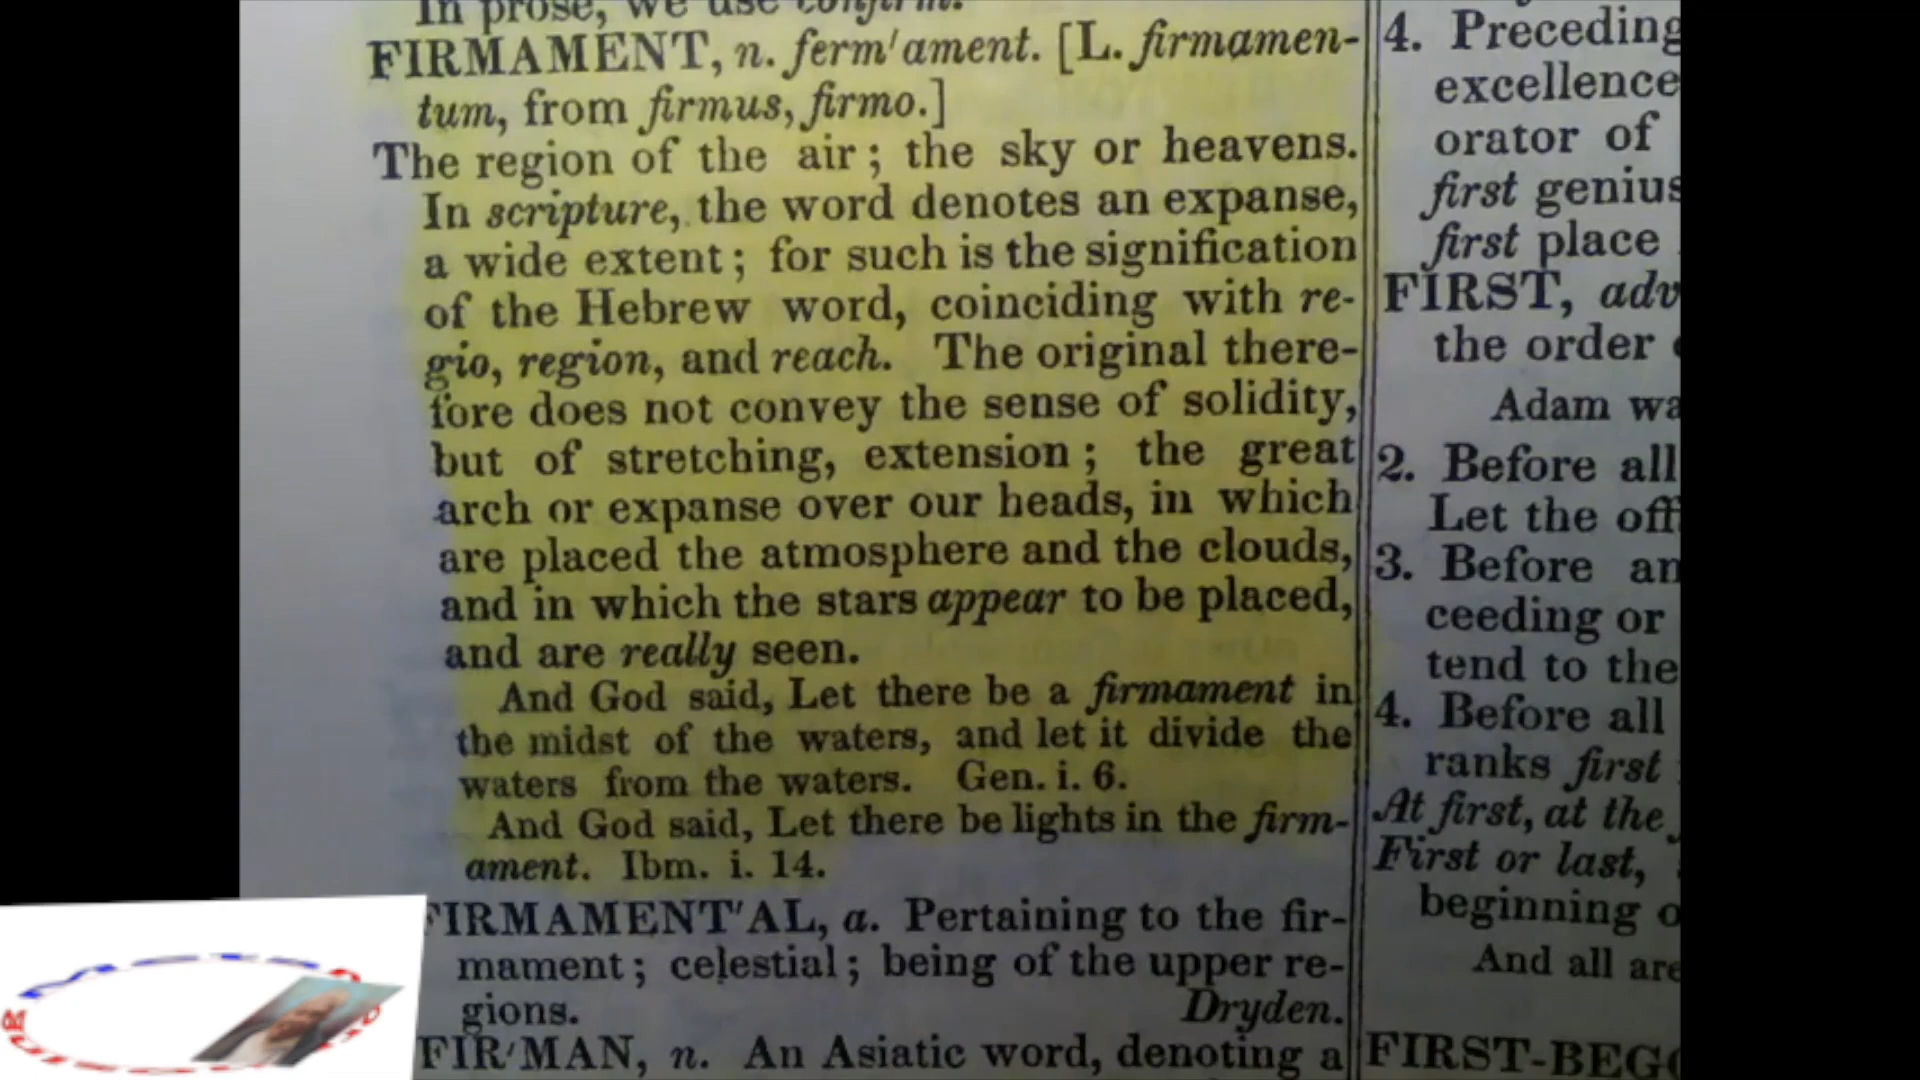 In prose, we use confirm.
FIRMAMENT, n. ferm'ament. [L. firmamen-
tum, from firmus, firmo.]
The region of the air; the sky or heavens.
In scripture, the word denotes an expanse,
a wide extent; for such is the signification
of the Hebrew word, coinciding with re-
gio, region, and reach. The original there-
fore does not convey the sense of solidity,
but of stretching, extension; the great
arch or expanse over our heads, in which
are placed the atmosphere and the clouds,
and in which the stars appear to be placed,
and are really seen.
And God said, Let there be a firmament in
the midst of the waters, and let it divide the
waters from the waters. Gen. i. 6.
And God said, Let there be lights in the firm-
ament. Ibm. i. 14.
FIRMAMENT'AL, a. Pertaining to the fir-
mament; celestial; being of the upper re-
gions. Dryden.
FIR'MAN, n. An Asiatic word, denoting a
4. Preceding
excellence
orator of
first genius
first place
FIRST, adv
the order
Adam wa
2. Before all
Let the off
3. Before an
ceeding or
tend to the
4. Before all
ranks first
At first, at the
First or last,
beginning o
And all are
FIRST-BEGO